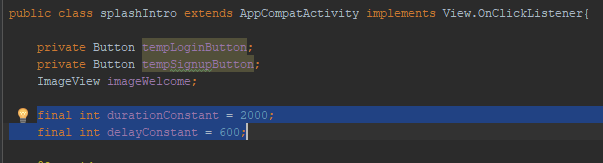 public class splashIntro extends AppCompatActivity implements View.OnClickListener{
private Button tempLoginButton;
private Button tempSignupButton;
ImageView imageWelcome;
final int durationConstant = 2000;
final int delayConstant = 600;